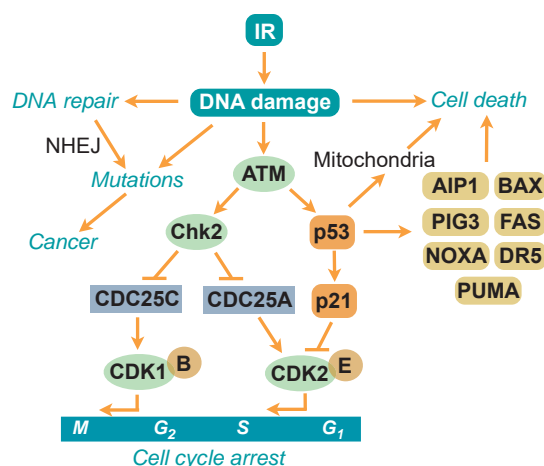 IR
DNA repair
DNA damage
Cell death
NHEJ
Mitochondria
ATM
Mutations
AIP1
BAX
Cancer
Chk2
p53
PIG3
FAS
NOXA
DR5
CDC25C
CDC25A
p21
PUMA
CDK1
B
CDK2
E
M
G2
S
G1
Cell cycle arrest